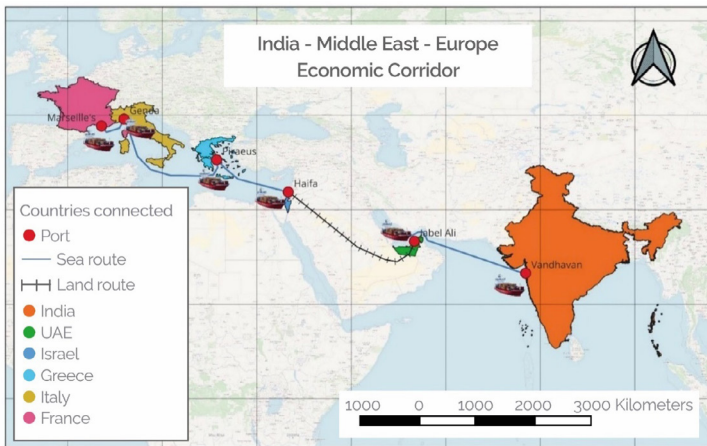 India - Middle East - Europe
Economic Corridor
Marseille's
Genoa
Piraeus
Haifa
Jabel Ali
Vandhavan
Countries connected
Port
Sea route
Land route
India
UAE
Israel
Greece
Italy
France
1000 0 1000 2000 3000 Kilometers